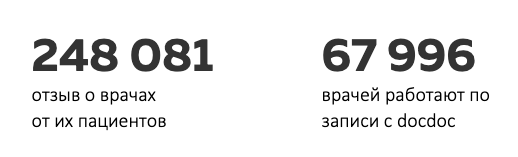 248 081
отзыв о врачах
от их пациентов
67 996
врачей работают по
записи с docdoc